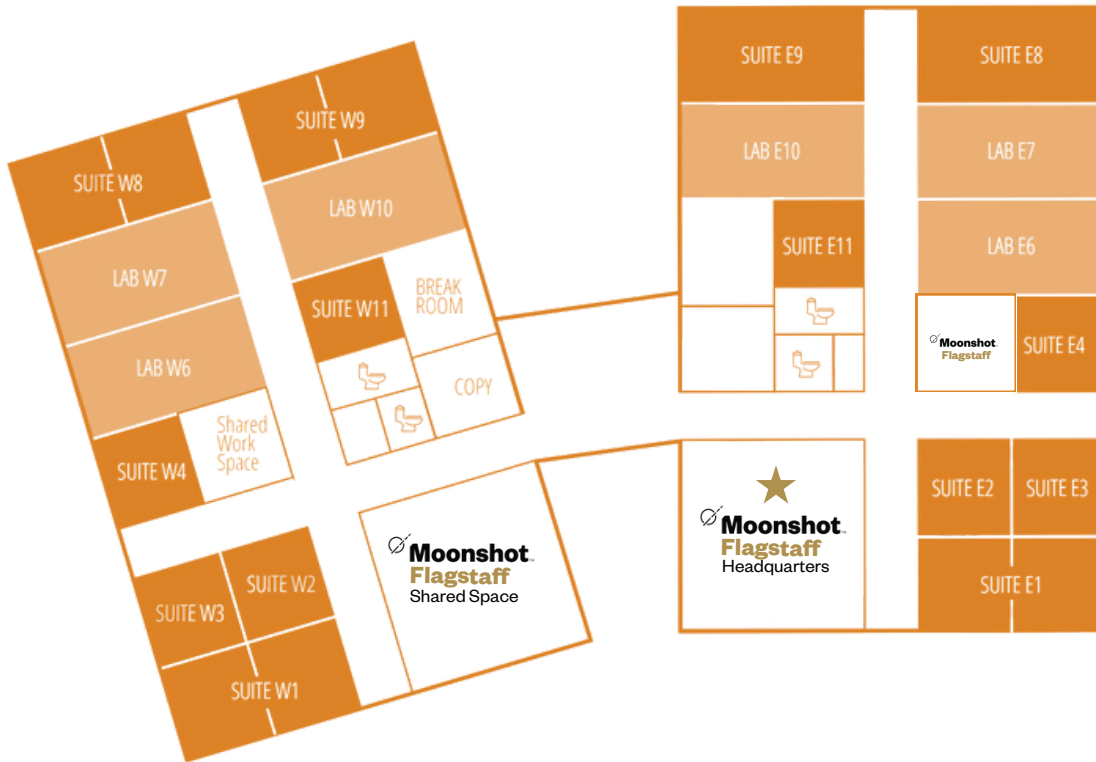 SUITE W9
SUITE W8
LAB W10
LAB W7
BREAK
ROOM
SUITE W11
LAB W6
COPY
Shared
Work
Space
SUITE W4
SUITE W2
SUITE W3
SUITE W1
Moonshot™
Flagstaff
Shared Space
SUITE E9
SUITE E8
LAB E10
LAB E7
SUITE E11
LAB E6
Moonshot
Flagstaff
SUITE E4
Moonshot™
Flagstaff
Headquarters
SUITE E2
SUITE E3
SUITE E1